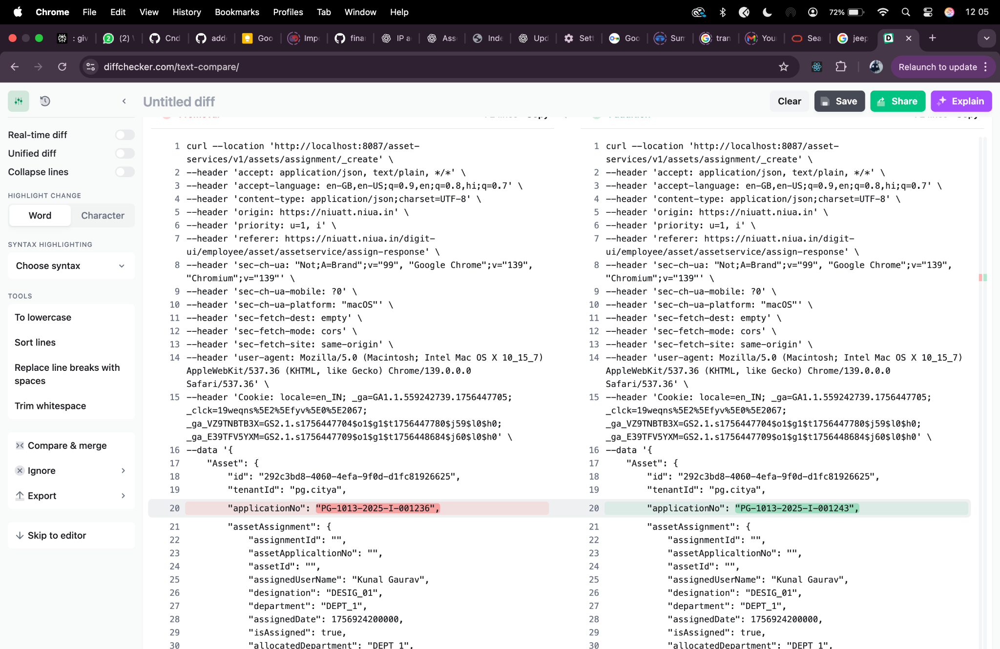 Chrome File Edit View History Bookmarks Profiles Tab Window Help 72% 12 05
: giv (2) Cnd add Goo Imp finar IP a Ass Inde Upd Sett Goo Sum tran You Sea jeep
diffchecker.com/text-compare/ Relaunch to update
Untitled diff Clear Save Share Explain
Real-time diff
Unified diff
Collapse lines
HIGHLIGHT CHANGE
Word Character
SYNTAX HIGHLIGHTING
Choose syntax
TOOLS
To lowercase
Sort lines
Replace line breaks with
spaces
Trim whitespace
Compare & merge
Ignore
Export
Skip to editor
1 curl --location 'http://localhost:8087/asset-
services/v1/assets/assignment/_create' \
2 --header 'accept: application/json, text/plain, */*' \
3 --header 'accept-language: en-GB,en-US;q=0.9,en;q=0.8,hi;q=0.7' \
4 --header 'content-type: application/json;charset=UTF-8' \
5 --header 'origin: https://niuatt.niua.in' \
6 --header 'priority: u=1, i' \
7 --header 'referer: https://niuatt.niua.in/digit-
ui/employee/asset/assetservice/assign-response' \
8 --header 'sec-ch-ua: "Not;A=Brand";v="99", "Google Chrome";v="139",
"Chromium";v="139"' \
9 --header 'sec-ch-ua-mobile: ?0' \
10 --header 'sec-ch-ua-platform: "macOS"' \
11 --header 'sec-fetch-dest: empty' \
12 --header 'sec-fetch-mode: cors' \
13 --header 'sec-fetch-site: same-origin' \
14 --header 'user-agent: Mozilla/5.0 (Macintosh; Intel Mac OS X 10_15_7)
AppleWebKit/537.36 (KHTML, like Gecko) Chrome/139.0.0.0
Safari/537.36' \
15 --header 'Cookie: locale=en_IN; _ga=GA1.1.559242739.1756447705;
_clck=19weqns%5E2%5Efyv%5E0%5E2067;
_ga_VZ9TNBTB3X=GS2.1.s1756447704$o1$g1$t1756447780$j59$l0$h0;
_ga_E39TFV5YXM=GS2.1.s1756447709$o1$g1$t1756448684$j60$l0$h0' \
16 --data '{
17 "Asset": {
18 "id": "292c3bd8-4060-4efa-9f0d-d1fc81926625",
19 "tenantId": "pg.citya",
20 "applicationNo": "PG-1013-2025-I-001236",
21 "assetAssignment": {
22 "assignmentId": "",
23 "assetApplicaltionNo": "",
24 "assetId": "",
25 "assignedUserName": "Kunal Gaurav",
26 "designation": "DESIG_01",
27 "department": "DEPT_1",
28 "assignedDate": 1756924200000,
29 "isAssigned": true,
30 "allocatedDepartment": "DEPT_1",
1 curl --location 'http://localhost:8087/asset-
services/v1/assets/assignment/_create' \
2 --header 'accept: application/json, text/plain, */*' \
3 --header 'accept-language: en-GB,en-US;q=0.9,en;q=0.8,hi;q=0.7' \
4 --header 'content-type: application/json;charset=UTF-8' \
5 --header 'origin: https://niuatt.niua.in' \
6 --header 'priority: u=1, i' \
7 --header 'referer: https://niuatt.niua.in/digit-
ui/employee/asset/assetservice/assign-response' \
8 --header 'sec-ch-ua: "Not;A=Brand";v="99", "Google Chrome";v="139",
"Chromium";v="139"' \
9 --header 'sec-ch-ua-mobile: ?0' \
10 --header 'sec-ch-ua-platform: "macOS"' \
11 --header 'sec-fetch-dest: empty' \
12 --header 'sec-fetch-mode: cors' \
13 --header 'sec-fetch-site: same-origin' \
14 --header 'user-agent: Mozilla/5.0 (Macintosh; Intel Mac OS X 10_15_7)
AppleWebKit/537.36 (KHTML, like Gecko) Chrome/139.0.0.0
Safari/537.36' \
15 --header 'Cookie: locale=en_IN; _ga=GA1.1.559242739.1756447705;
_clck=19weqns%5E2%5Efyv%5E0%5E2067;
_ga_VZ9TNBTB3X=GS2.1.s1756447704$o1$g1$t1756447780$j59$l0$h0;
_ga_E39TFV5YXM=GS2.1.s1756447709$o1$g1$t1756448684$j60$l0$h0' \
16 --data '{
17 "Asset": {
18 "id": "292c3bd8-4060-4efa-9f0d-d1fc81926625",
19 "tenantId": "pg.citya",
20 "applicationNo": "PG-1013-2025-I-001243",
21 "assetAssignment": {
22 "assignmentId": "",
23 "assetApplicaltionNo": "",
24 "assetId": "",
25 "assignedUserName": "Kunal Gaurav",
26 "designation": "DESIG_01",
27 "department": "DEPT_1",
28 "assignedDate": 1756924200000,
29 "isAssigned": true,
30 "allocatedDepartment": "DEPT_1",